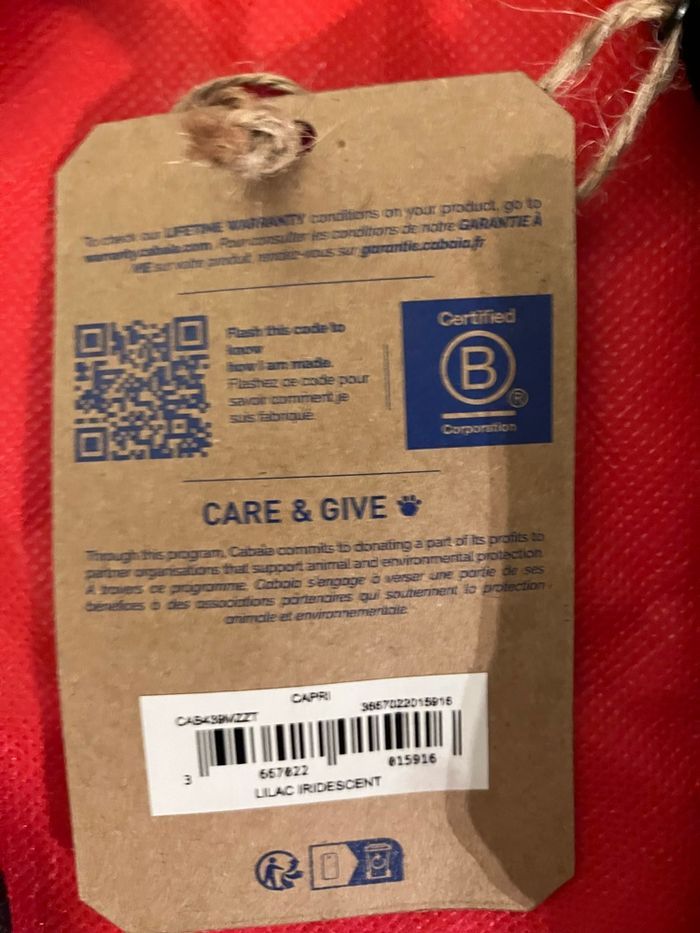 To check our LIFETIME WARRANTY conditions on your product, go to
warranty.cabaia.com. Pour consulter les conditions de notre GARANTIE À
VIE sur votre produit, rendez-vous sur garantie.cabaia.fr
Flash this code to
know
how I am made.
Flashez ce code pour
savoir comment je
suis fabriqué.
Certified
B
®
Corporation
CARE & GIVE
Through this program, Cabaia commits to donating a part of its profits to
partner organisations that support animal and environmental protection.
A travers ce programme, Cabaia s'engage à verser une partie de ses
bénéfices à des associations partenaires qui soutiennent la protection
animale et environnementale.
CAPRI
3667022015916
3 667022 015916
LILAC IRIDESCENT